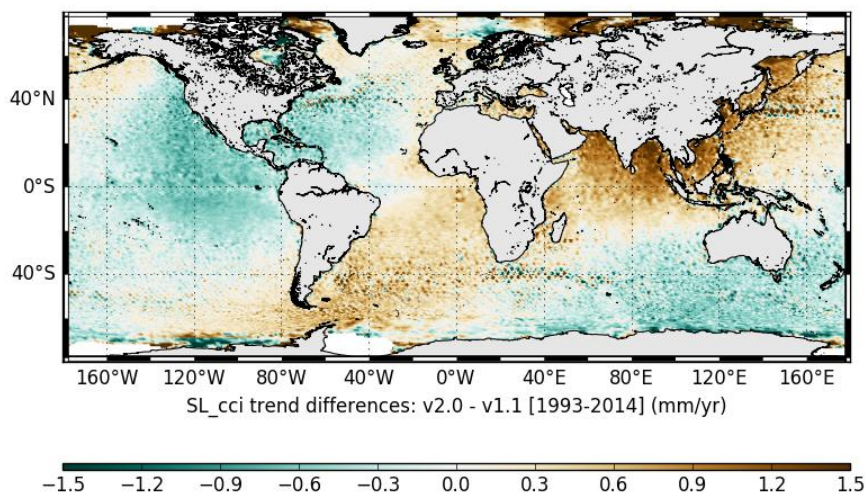 40°N
0°S
40°S
160°W 120°W 80°W 40°W 0°W 40°E 80°E 120°E 160°E
SL_cci trend differences: v2.0 - v1.1 [1993-2014] (mm/yr)
−1.5 −1.2 −0.9 −0.6 −0.3 0.0 0.3 0.6 0.9 1.2 1.5